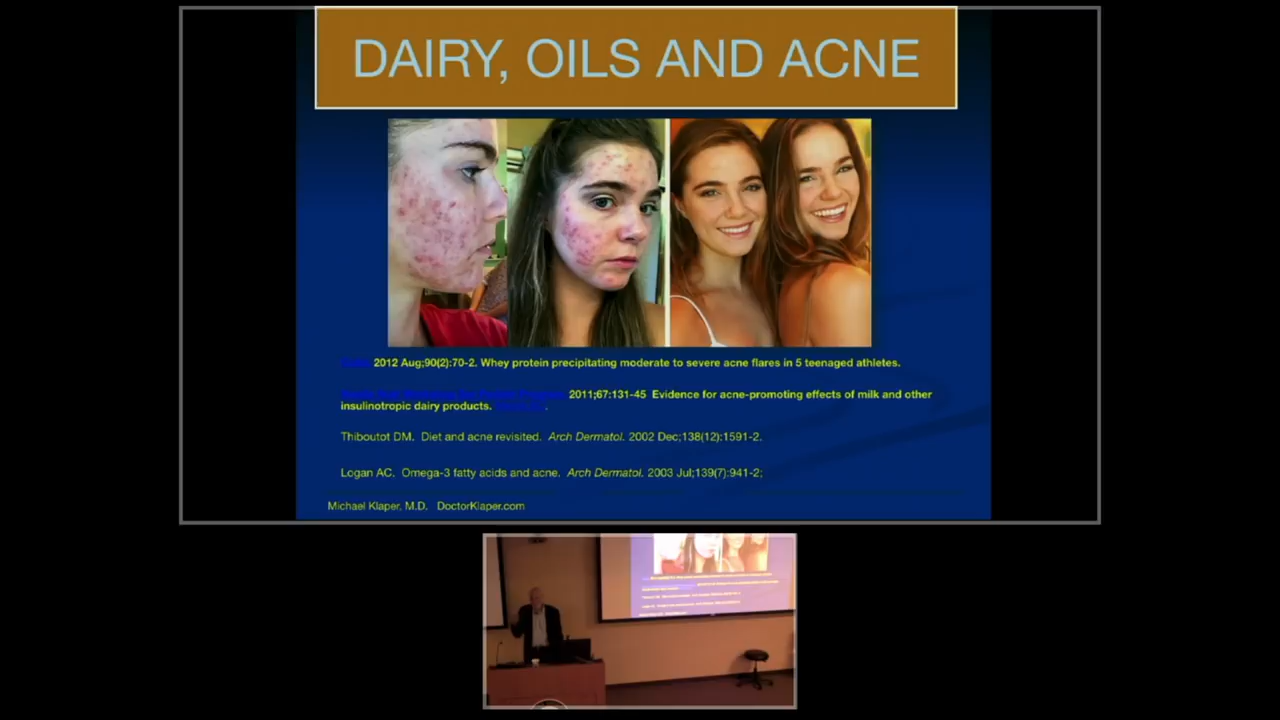 DAIRY, OILS AND ACNE
2012 Aug;90(2):70-2. Whey protein precipitating moderate to severe acne flares in 5 teenaged athletes.
2011;67:131-45 Evidence for acne-promoting effects of milk and other
insulinotropic dairy products. .
Thiboutot DM. Diet and acne revisited. Arch Dermatol. 2002 Dec;138(12):1591-2.
Logan AC. Omega-3 fatty acids and acne. Arch Dermatol. 2003 Jul;139(7):941-2;
Michael Klaper, M.D. DoctorKlaper.com